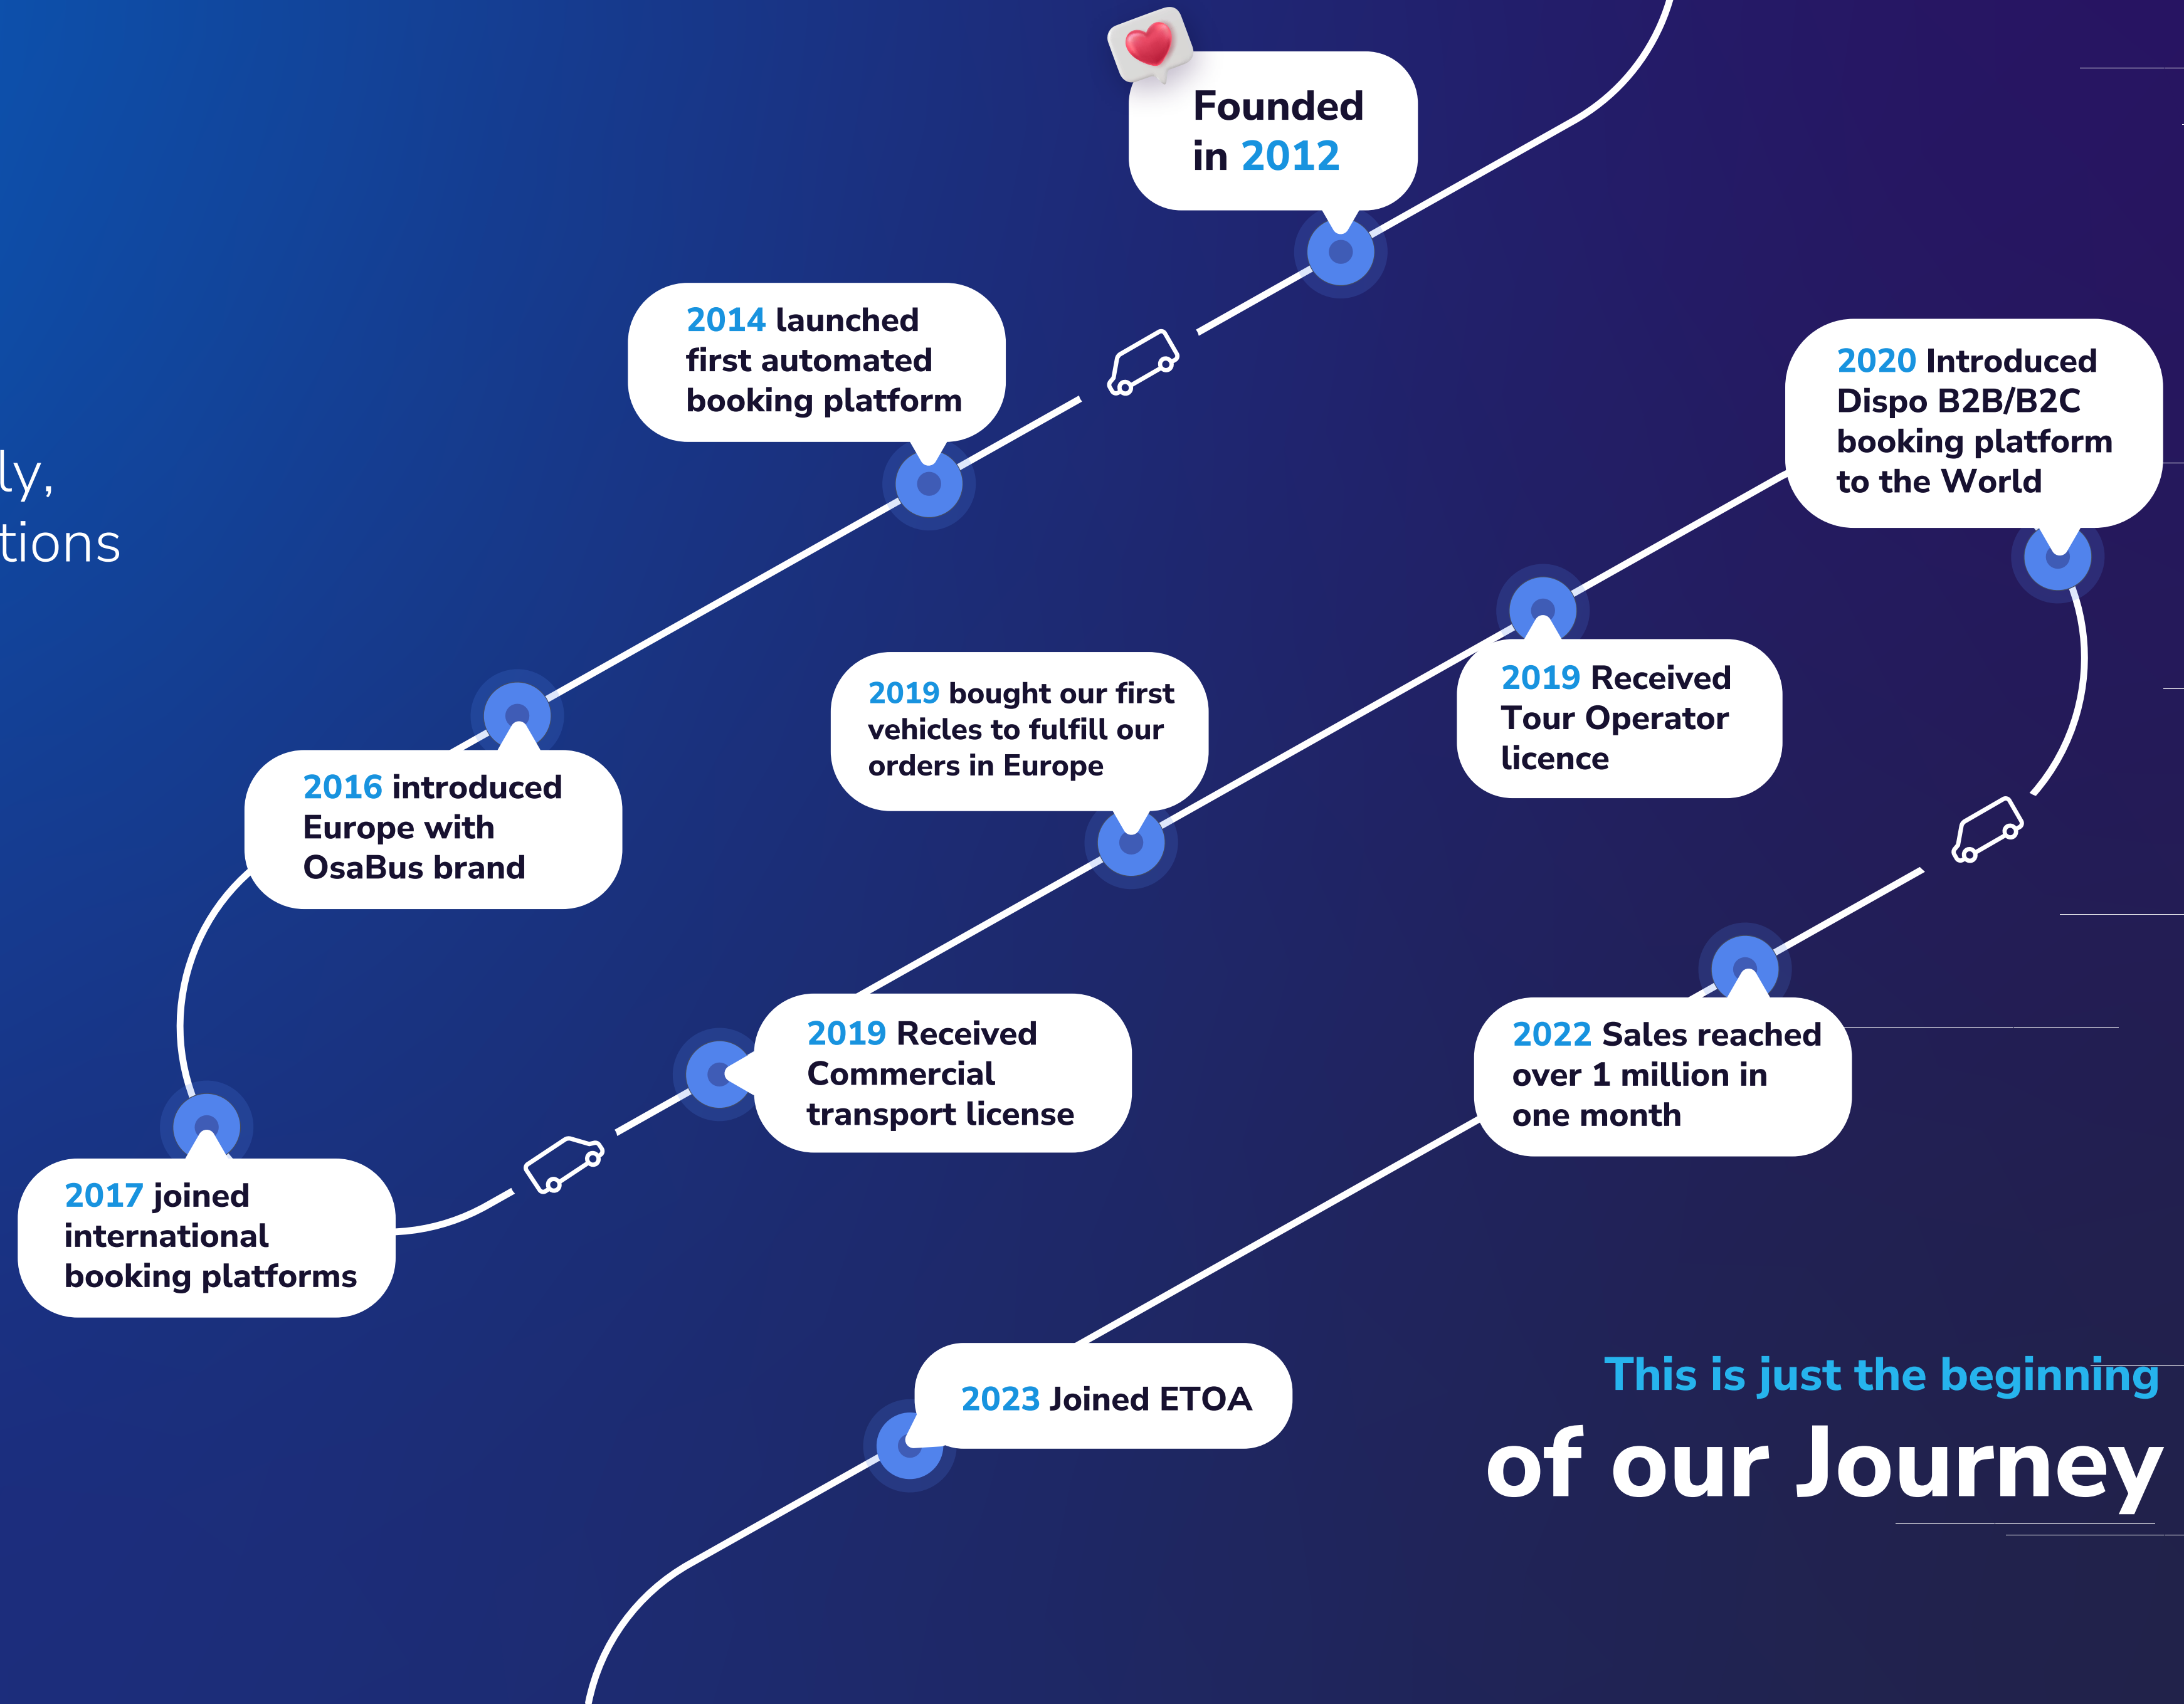 Founded
in 2012
2014 launched
first automated
booking platform
2016 introduced
Europe with
OsaBus brand
2017 joined
international
booking platforms
2019 Received
Commercial
transport license
2019 bought our first
vehicles to fulfill our
orders in Europe
2019 Received
Tour Operator
licence
2020 Introduced
Dispo B2B/B2C
booking platform
to the World
2022 Sales reached
over 1 million in
one month
2023 Joined ETOA
This is just the beginning
of our Journey
ly,
tions